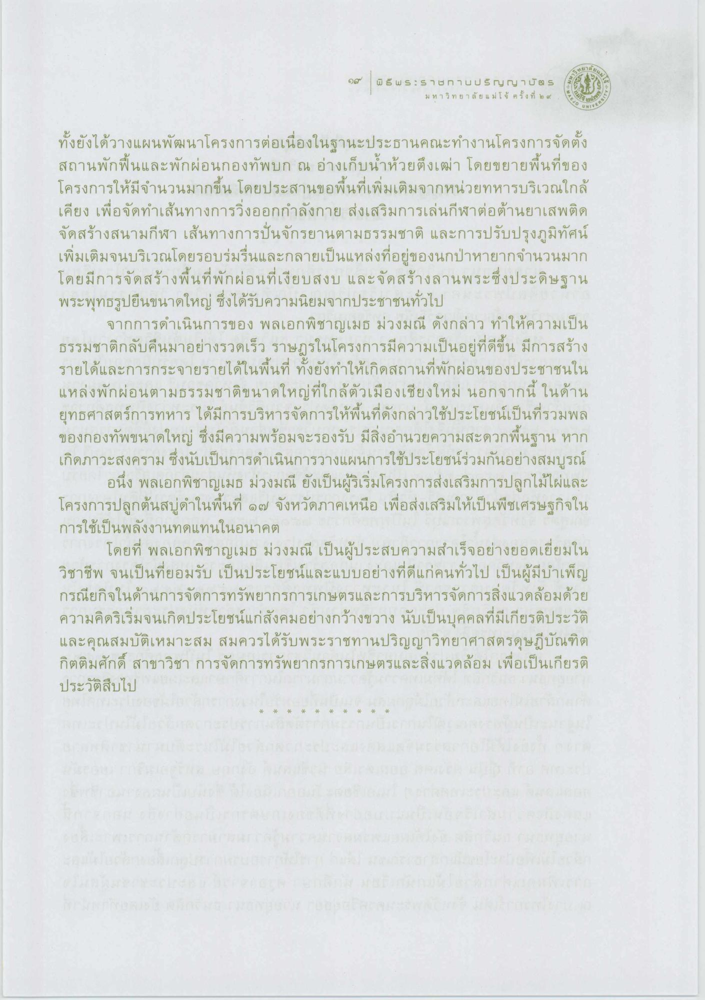 ๑๙
พิธีพระราชทานปริญญาบัตร
มหาวิทยาลัยแม่โจ้ ครั้งที่ ๒๙
มหาวิทยาลัยแม่โจ้
แม่โจ้ ๒๔๗๗
MAEJO UNIVERSITY
ทั้งยังได้วางแผนพัฒนาโครงการต่อเนื่องในฐานะประธานคณะทำงานโครงการจัดตั้ง
สถานพักฟื้นและพักผ่อนกองทัพบก ณ อ่างเก็บน้ำห้วยตึงเฒ่า โดยขยายพื้นที่ของ
โครงการให้มีจำนวนมากขึ้น โดยประสานขอพื้นที่เพิ่มเติมจากหน่วยทหารบริเวณใกล้
เคียง เพื่อจัดทำเส้นทางการวิ่งออกกำลังกาย ส่งเสริมการเล่นกีฬาต่อต้านยาเสพติด
จัดสร้างสนามกีฬา เส้นทางการปั่นจักรยานตามธรรมชาติ และการปรับปรุงภูมิทัศน์
เพิ่มเติมจนบริเวณโดยรอบร่มรื่นและกลายเป็นแหล่งที่อยู่ของนกป่าหายากจำนวนมาก
โดยมีการจัดสร้างพื้นที่พักผ่อนที่เงียบสงบ และจัดสร้างลานพระซึ่งประดิษฐาน
พระพุทธรูปยืนขนาดใหญ่ ซึ่งได้รับความนิยมจากประชาชนทั่วไป
จากการดำเนินการของ พลเอกพิชาญเมธ ม่วงมณี ดังกล่าว ทำให้ความเป็น
ธรรมชาติกลับคืนมาอย่างรวดเร็ว ราษฎรในโครงการมีความเป็นอยู่ที่ดีขึ้น มีการสร้าง
รายได้และการกระจายรายได้ในพื้นที่ ทั้งยังทำให้เกิดสถานที่พักผ่อนของประชาชนใน
แหล่งพักผ่อนตามธรรมชาติขนาดใหญ่ที่ใกล้ตัวเมืองเชียงใหม่ นอกจากนี้ ในด้าน
ยุทธศาสตร์การทหาร ได้มีการบริหารจัดการให้พื้นที่ดังกล่าวใช้ประโยชน์เป็นที่รวมพล
ของกองทัพขนาดใหญ่ ซึ่งมีความพร้อมจะรองรับ มีสิ่งอำนวยความสะดวกพื้นฐาน หาก
เกิดภาวะสงคราม ซึ่งนับเป็นการดำเนินการวางแผนการใช้ประโยชน์ร่วมกันอย่างสมบูรณ์
อนึ่ง พลเอกพิชาญเมธ ม่วงมณี ยังเป็นผู้ริเริ่มโครงการส่งเสริมการปลูกไม้ไผ่และ
โครงการปลูกต้นสบู่ดำในพื้นที่ ๑๗ จังหวัดภาคเหนือ เพื่อส่งเสริมให้เป็นพืชเศรษฐกิจใน
การใช้เป็นพลังงานทดแทนในอนาคต
โดยที่ พลเอกพิชาญเมธ ม่วงมณี เป็นผู้ประสบความสำเร็จอย่างยอดเยี่ยมใน
วิชาชีพ จนเป็นที่ยอมรับ เป็นประโยชน์และแบบอย่างที่ดีแก่คนทั่วไป เป็นผู้มีบำเพ็ญ
กรณียกิจในด้านการจัดการทรัพยากรการเกษตรและการบริหารจัดการสิ่งแวดล้อมด้วย
ความคิดริเริ่มจนเกิดประโยชน์แก่สังคมอย่างกว้างขวาง นับเป็นบุคคลที่มีเกียรติประวัติ
และคุณสมบัติเหมาะสม สมควรได้รับพระราชทานปริญญาวิทยาศาสตรดุษฎีบัณฑิต
กิตติมศักดิ์ สาขาวิชา การจัดการทรัพยากรการเกษตรและสิ่งแวดล้อม เพื่อเป็นเกียรติ
ประวัติสืบไป
* * * * * * * * * *